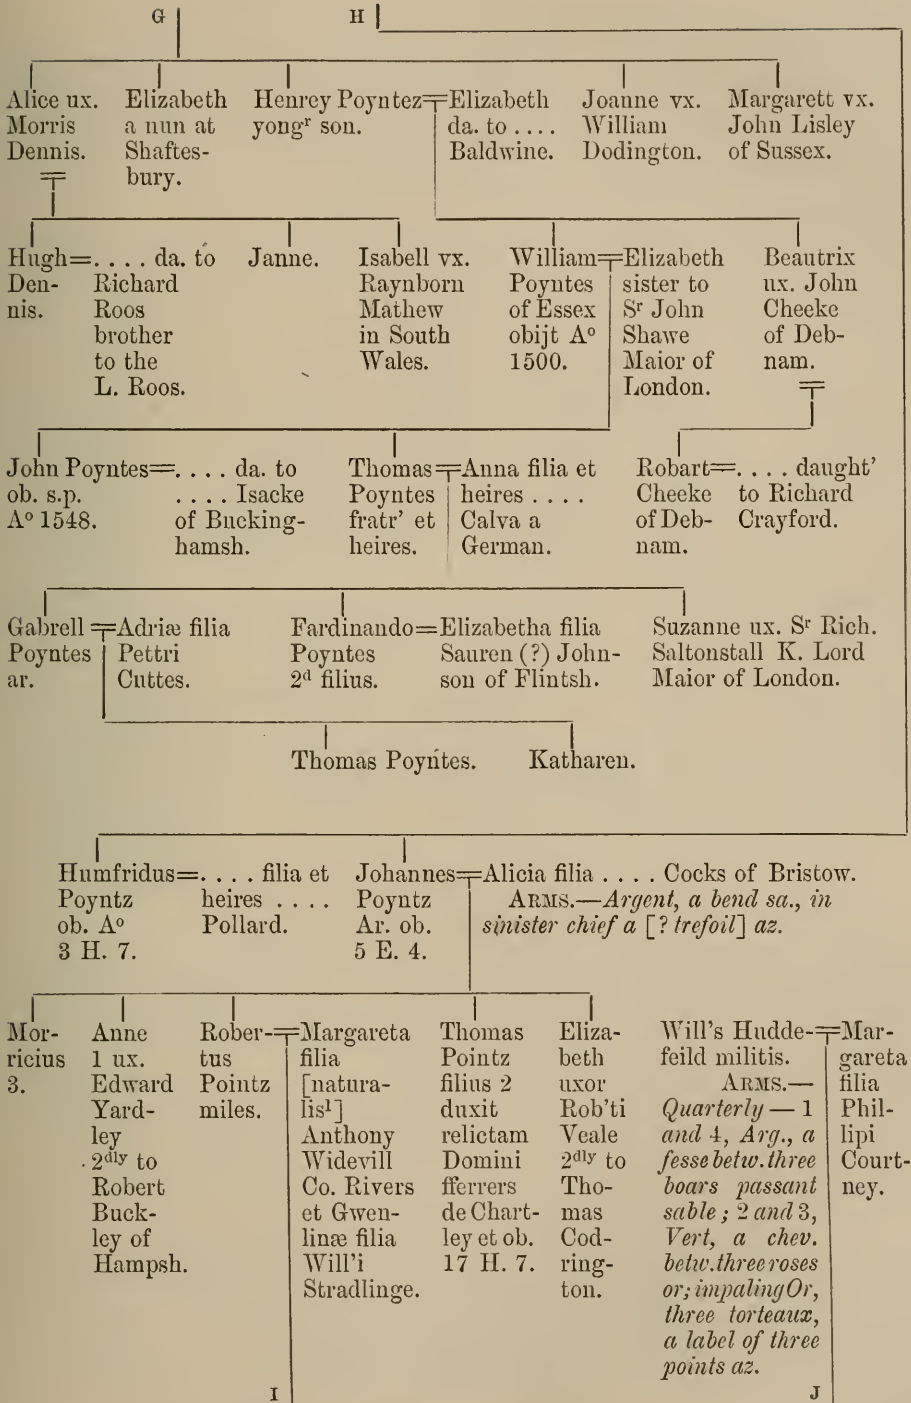 G H
Alice ux.
Morris
Dennis.
Elizabeth
a nun at
Shaftes-
bury.
Henrey Poyntez=Elizabeth
yongʳ son.
da. to ....
Baldwine.
Joanne vx.
William
Dodington.
Margarett vx.
John Lisley
of Sussex.
Hugh=.... da. to
Den-
nis.
Richard
Roos
brother
to the
L. Roos.
Janne.
Isabell vx.
Raynborn
Mathew
in South
Wales.
William=Elizabeth
Poyntes
of Essex
obijt Aº
1500.
sister to
Sʳ John
Shawe
Maior of
London.
Beautrix
ux. John
Cheeke
of Deb-
nam.
John Poyntes=.... da. to
ob. s.p.
Aº 1548.
.... Isacke
of Bucking-
hamsh.
Thomas=Anna filia et
Poyntes
fratr' et
heires.
heires ....
Calva a
German.
Robart=.... daught'
Cheeke
of Deb-
nam.
to Richard
Crayford.
Gabrell=Adriæ filia
Poyntes
ar.
Pettri
Cuttes.
Fardinando=Elizabetha filia
Poyntes
2ᵈ filius.
Sauren (?) John-
son of Flintsh.
Suzanne ux. Sʳ Rich.
Saltonstall K. Lord
Maior of London.
Thomas Poyntes. Katharen.
Humfridus=.... filia et
Poyntz
ob. Aº
3 H. 7.
heires ....
Pollard.
Johannes=Alicia filia .... Cocks of Bristow.
Poyntz
Ar. ob.
5 E. 4.
ARMS.—Argent, a bend sa., in
sinister chief a [? trefoil] az.
Mor-
ricius
3.
Anne
1 ux.
Edward
Yard-
ley
2ᵈˡʸ to
Robert
Buck-
ley of
Hampsh.
Rober-=Margareta
tus
Pointz
miles.
filia
[natura-
lis¹]
Anthony
Widevill
Co. Rivers
et Gwen-
linæ filia
Will'i
Stradlinge.
Thomas
Pointz
filius 2
duxit
relictam
Domini
fferrers
de Chart-
ley et ob.
17 H. 7.
Eliza-
beth
uxor
Rob'ti
Veale
2ᵈˡʸ to
Tho-
mas
Cod-
ring-
ton.
Will's Hudde-=Mar-
feild militis.
ARMS.—
Quarterly — 1
and 4, Arg., a
fesse betw. three
boars passant
sable; 2 and 3,
Vert, a chev.
betw. three roses
or; impaling Or,
three torteaux,
a label of three
points az.
gareta
filia
Phil-
lipi
Court-
ney.
I J